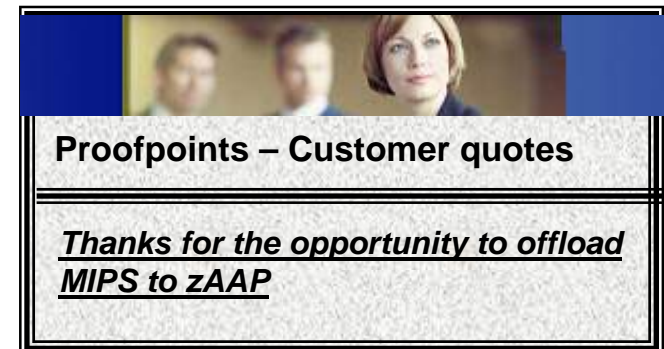 Proofpoints – Customer quotes
Thanks for the opportunity to offload
MIPS to zAAP